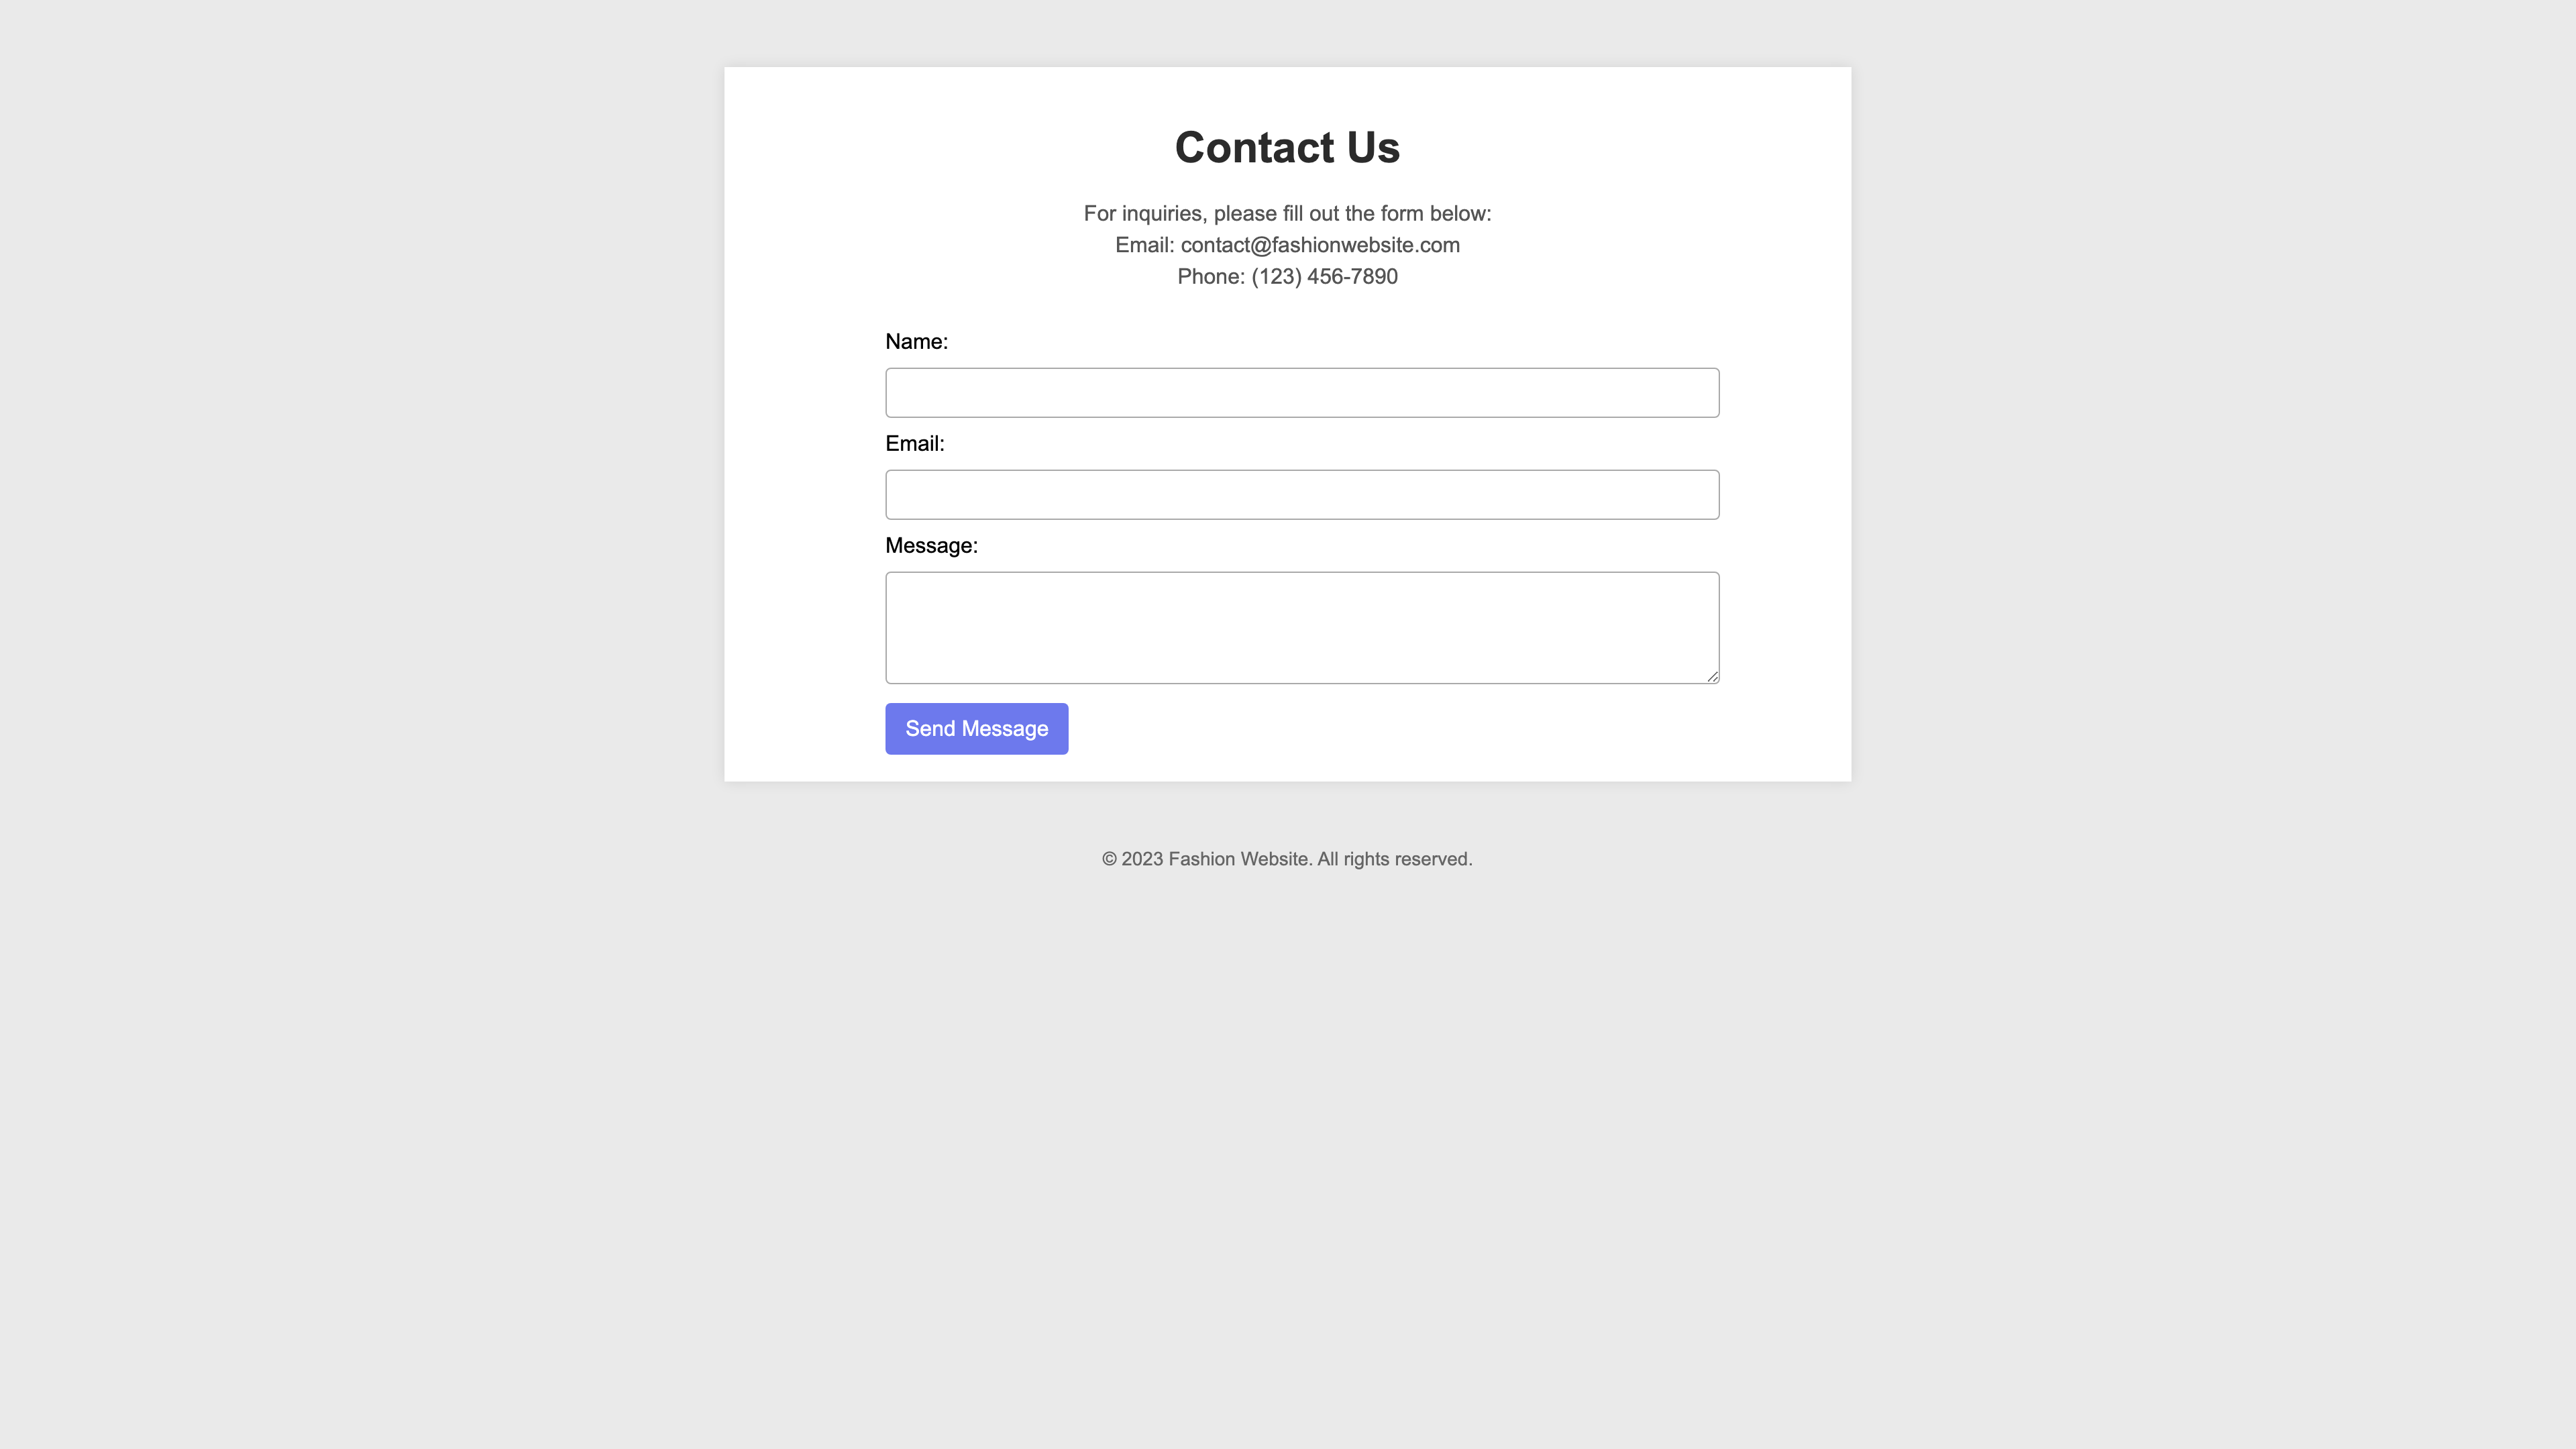 Contact Us
For inquiries, please fill out the form below:
Email: contact@fashionwebsite.com
Phone: (123) 456-7890
Name:
Email:
Message:
Send Message
© 2023 Fashion Website. All rights reserved.